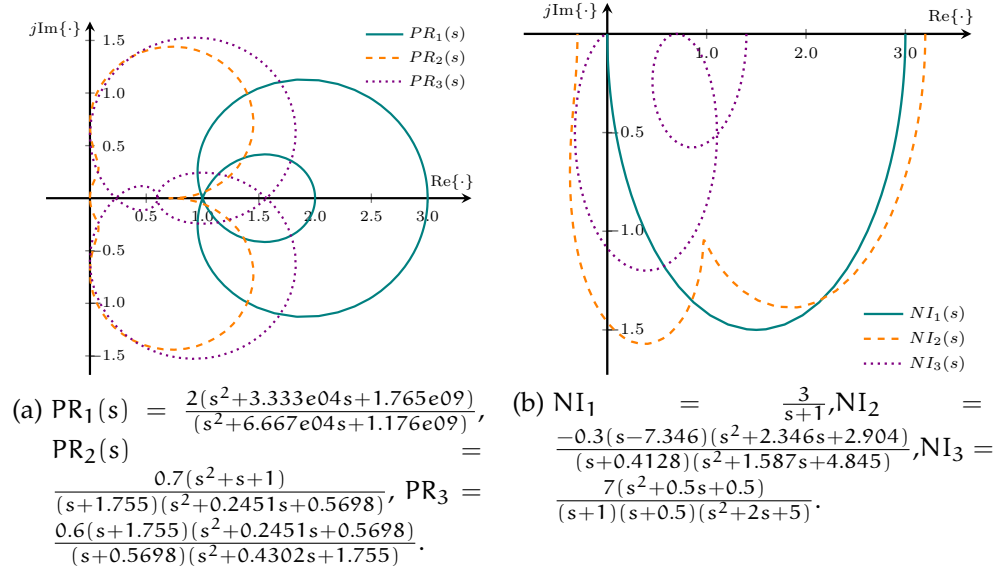 jIm{·}
1.5
1.0
0.5
−0.5
−1.0
−1.5
0.5 1.0 1.5 2.0 2.5 3.0
Re{·}
PR₁(s)
PR₂(s)
PR₃(s)
jIm{·}
Re{·}
1.0 2.0 3.0
−0.5
−1.0
−1.5
NI₁(s)
NI₂(s)
NI₃(s)
(a) PR₁(s) = 2(s²+3.333e04s+1.765e09)/(s²+6.667e04s+1.176e09),
PR₂(s) =
0.7(s²+s+1)/(s+1.755)(s²+0.2451s+0.5698), PR₃ =
0.6(s+1.755)(s²+0.2451s+0.5698)/(s+0.5698)(s²+0.4302s+1.755).
(b) NI₁ = 3/s+1,NI₂ =
−0.3(s−7.346)(s²+2.346s+2.904)/(s+0.4128)(s²+1.587s+4.845),NI₃ =
7(s²+0.5s+0.5)/(s+1)(s+0.5)(s²+2s+5).